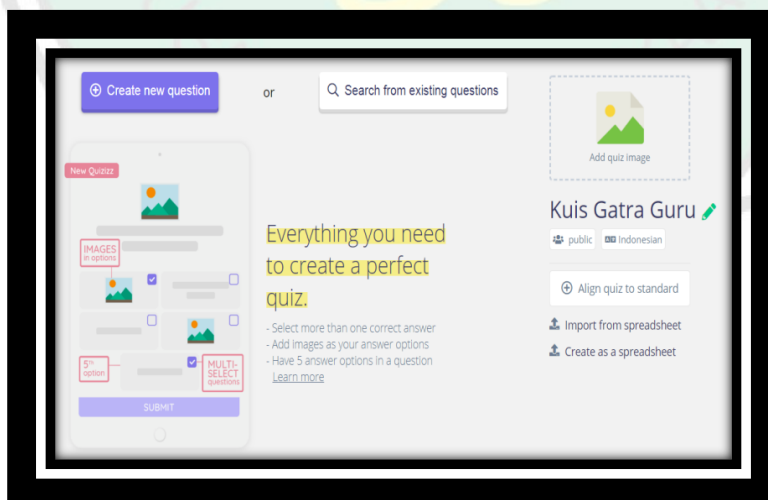 Create new question
or
Search from existing questions
Add quiz image
New Quizizz
IMAGES
in options
5th
option
MULTI-
SELECT
questions
SUBMIT
Everything you need
to create a perfect
quiz.
- Select more than one correct answer
- Add images as your answer options
- Have 5 answer options in a question
Learn more
Kuis Gatra Guru
public
Indonesian
Align quiz to standard
Import from spreadsheet
Create as a spreadsheet